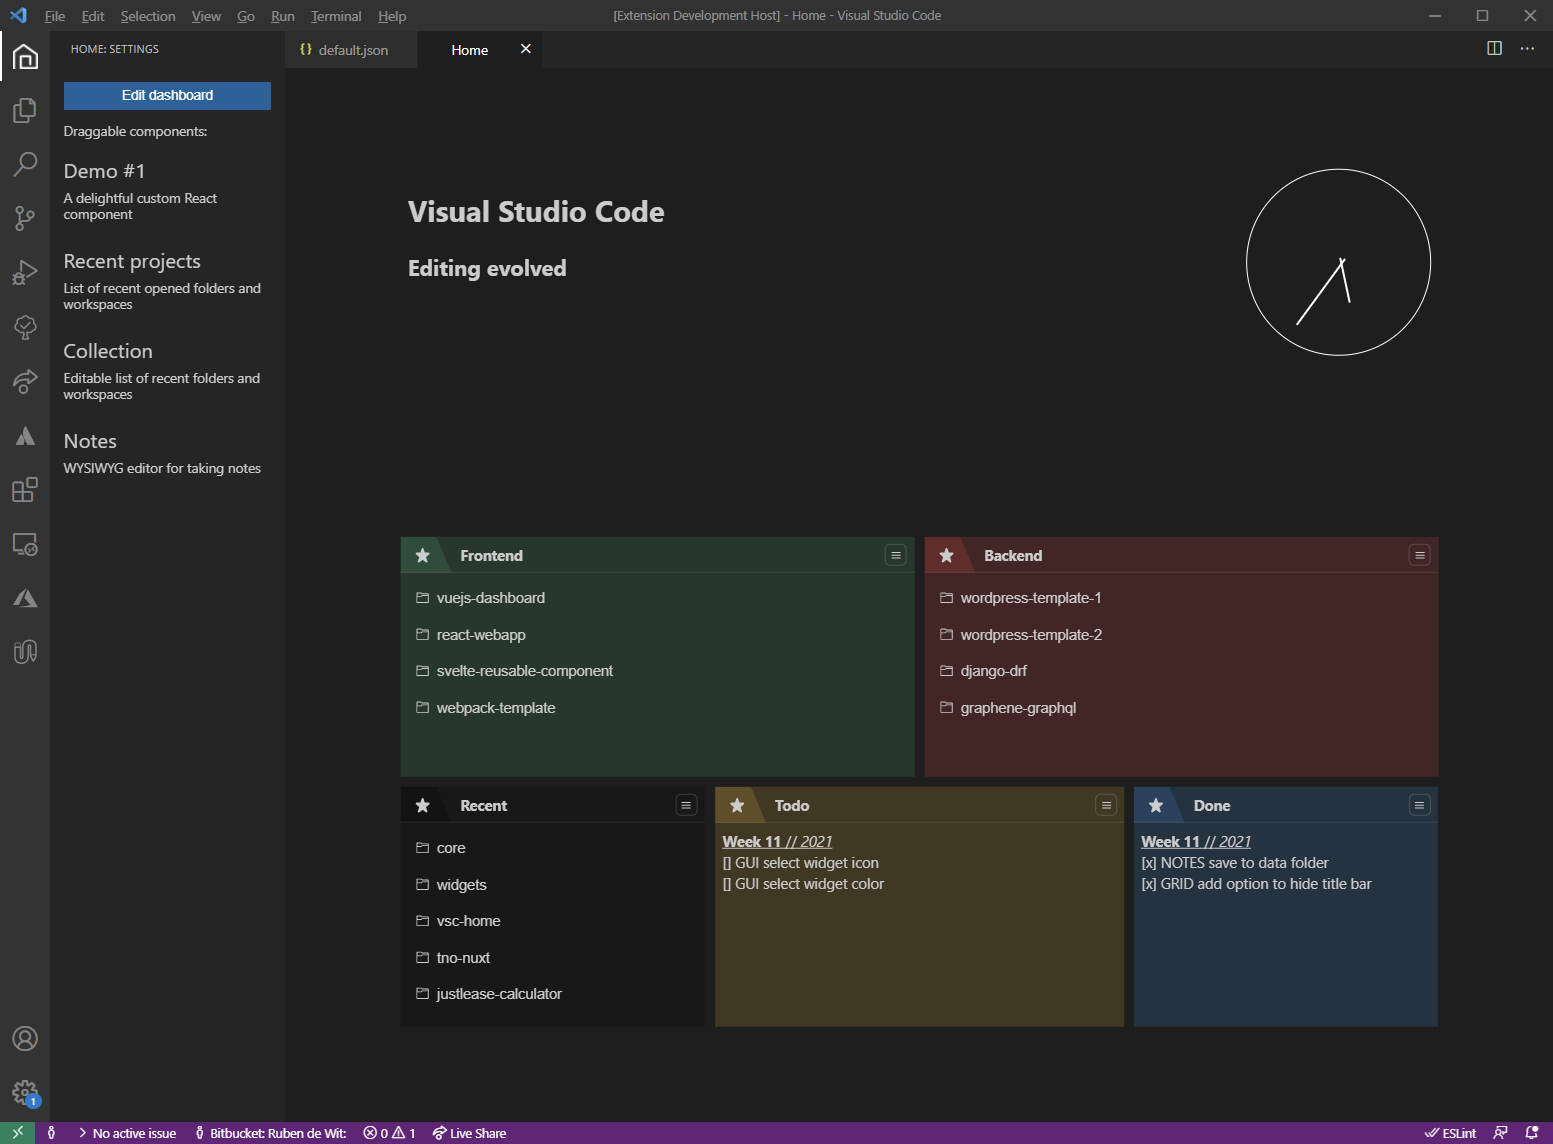 File Edit Selection View Go Run Terminal Help
[Extension Development Host] - Home - Visual Studio Code
HOME: SETTINGS
{} default.json
Home
Edit dashboard
Draggable components:
Demo #1
A delightful custom React
component
Recent projects
List of recent opened folders and
workspaces
Collection
Editable list of recent folders and
workspaces
Notes
WYSIWYG editor for taking notes
Visual Studio Code
Editing evolved
Frontend
vuejs-dashboard
react-webapp
svelte-reusable-component
webpack-template
Backend
wordpress-template-1
wordpress-template-2
django-drf
graphene-graphql
Recent
core
widgets
vsc-home
tno-nuxt
justlease-calculator
Todo
Week 11 // 2021
[] GUI select widget icon
[] GUI select widget color
Done
Week 11 // 2021
[x] NOTES save to data folder
[x] GRID add option to hide title bar
1
No active issue
Bitbucket: Ruben de Wit:
0 1
Live Share
ESLint